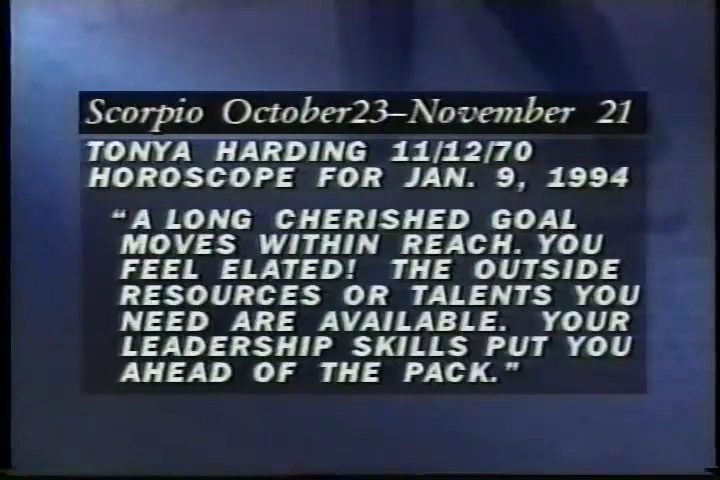 Scorpio October23–November 21
TONYA HARDING 11/12/70
HOROSCOPE FOR JAN. 9, 1994
"A LONG CHERISHED GOAL
MOVES WITHIN REACH. YOU
FEEL ELATED! THE OUTSIDE
RESOURCES OR TALENTS YOU
NEED ARE AVAILABLE. YOUR
LEADERSHIP SKILLS PUT YOU
AHEAD OF THE PACK."